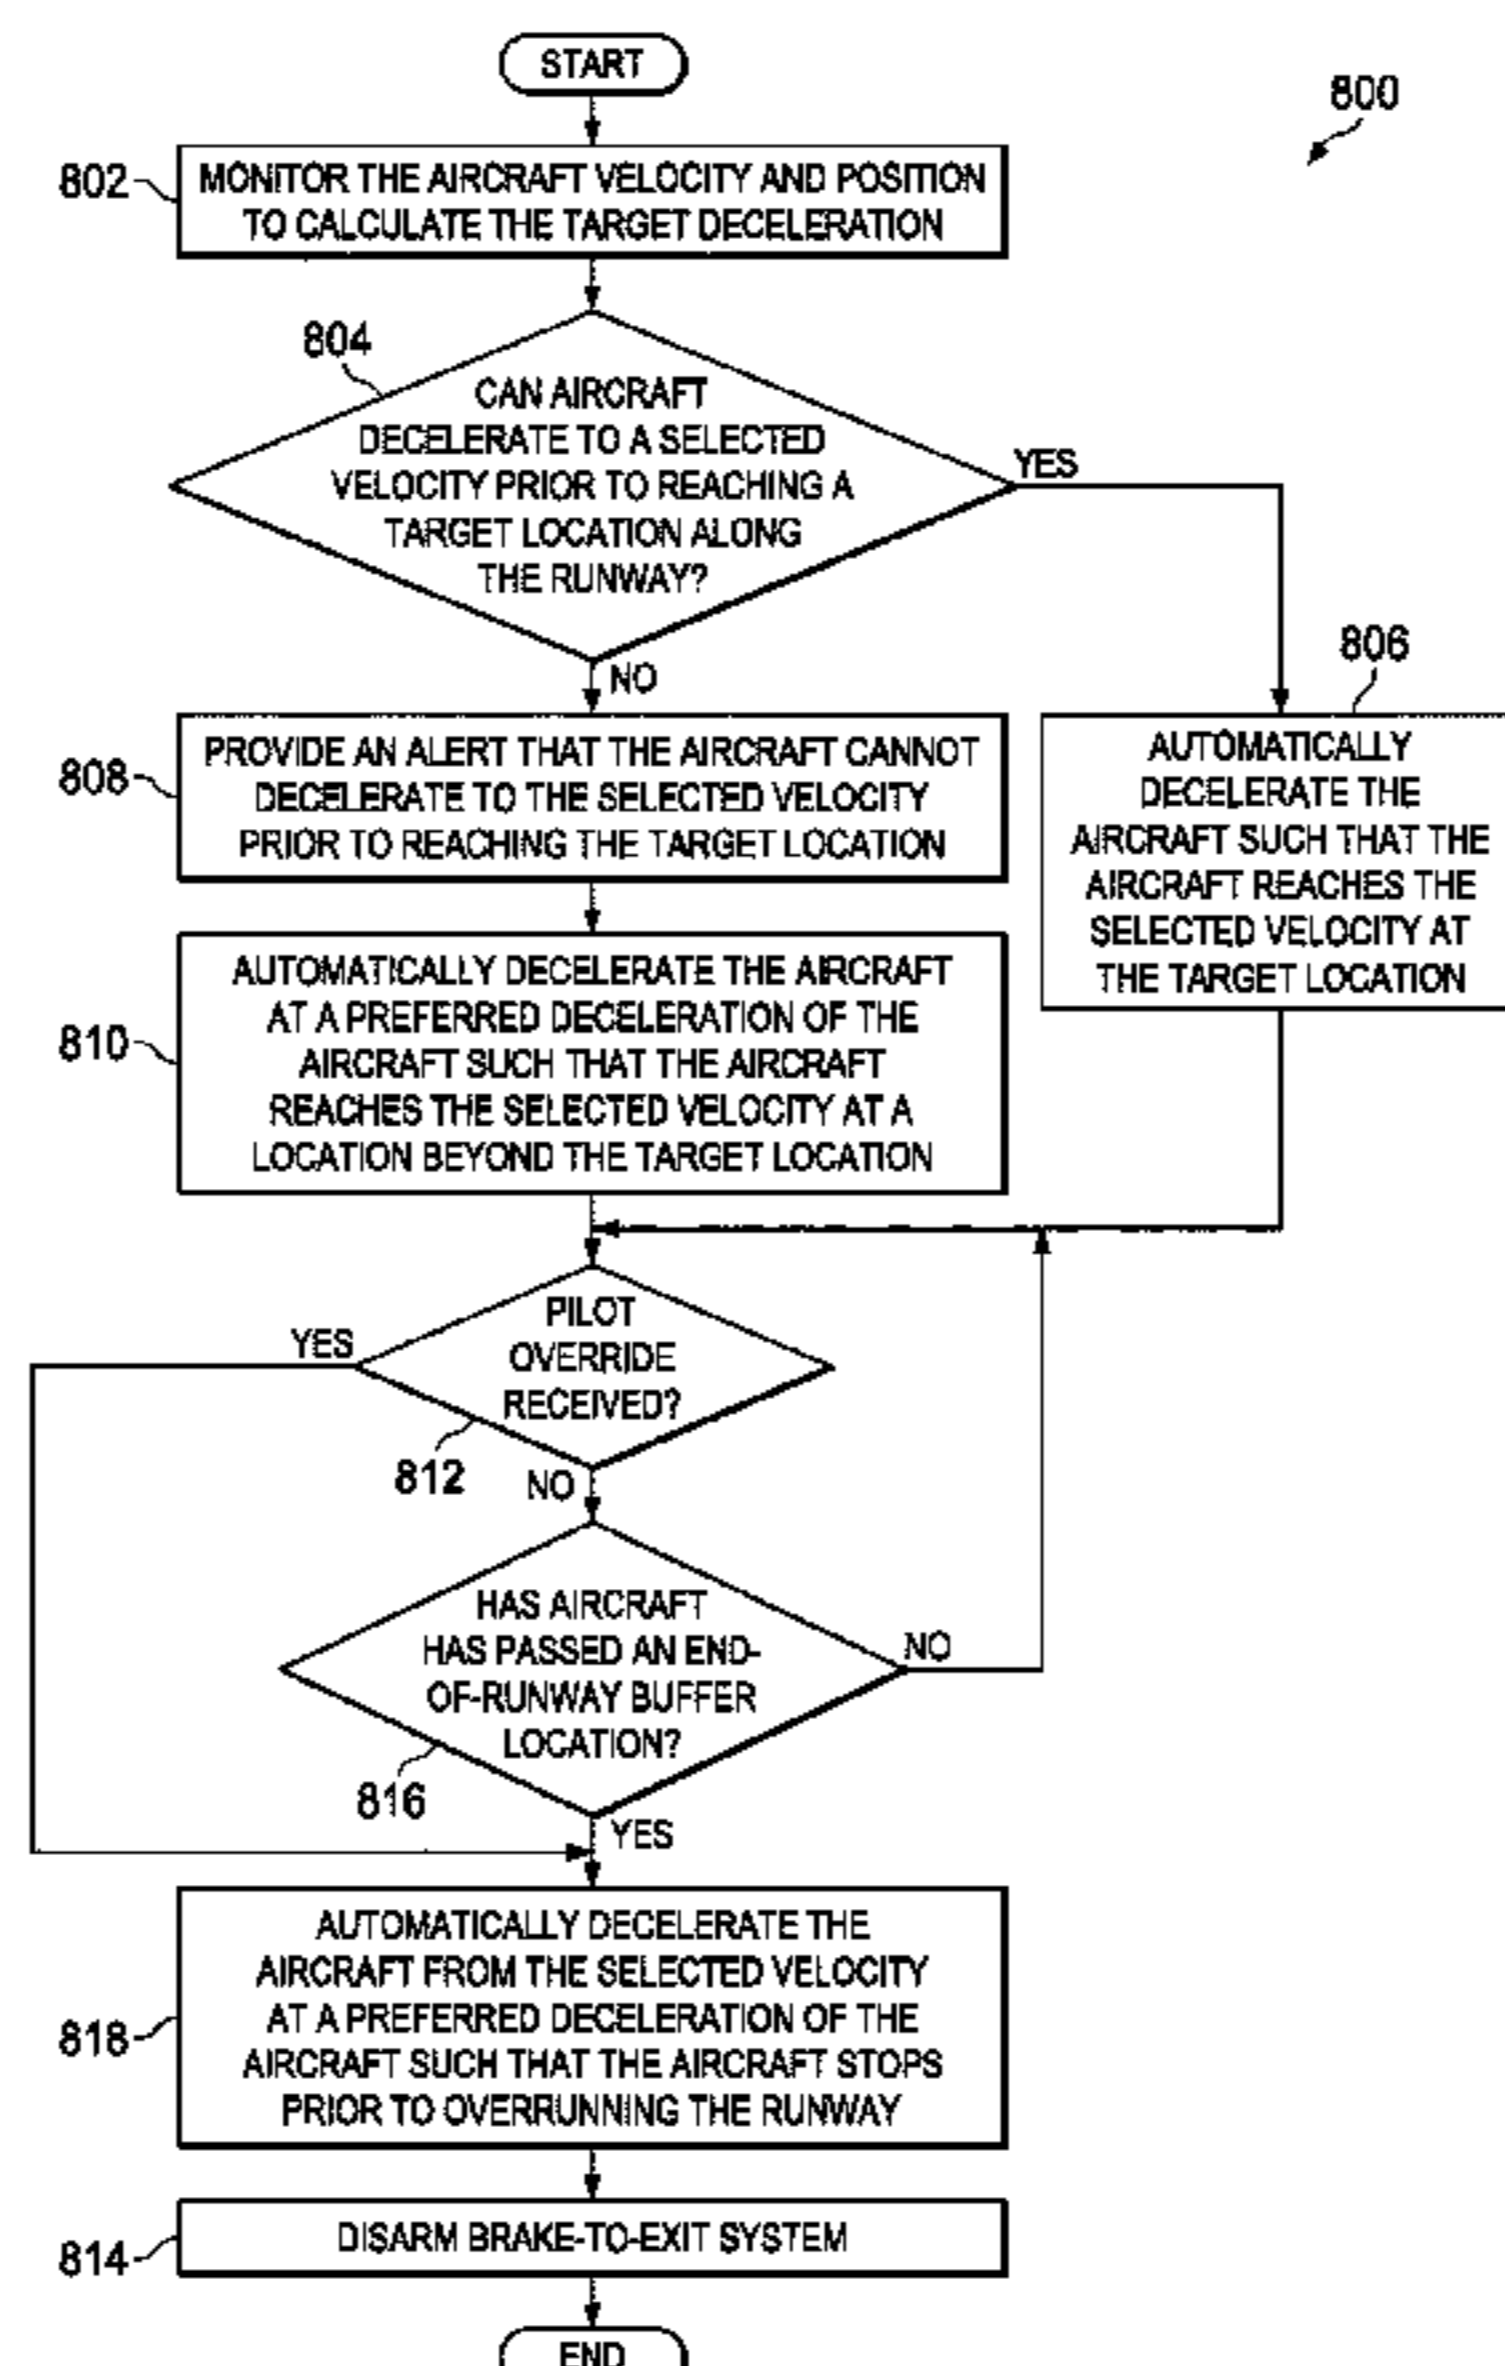 START
800
802
MONITOR THE AIRCRAFT VELOCITY AND POSITION
TO CALCULATE THE TARGET DECELERATION
804
CAN AIRCRAFT
DECELERATE TO A SELECTED
VELOCITY PRIOR TO REACHING A
TARGET LOCATION ALONG
THE RUNWAY?
YES
NO
806
AUTOMATICALLY
DECELERATE THE
AIRCRAFT SUCH THAT THE
AIRCRAFT REACHES THE
SELECTED VELOCITY AT
THE TARGET LOCATION
808
PROVIDE AN ALERT THAT THE AIRCRAFT CANNOT
DECELERATE TO THE SELECTED VELOCITY
PRIOR TO REACHING THE TARGET LOCATION
810
AUTOMATICALLY DECELERATE THE AIRCRAFT
AT A PREFERRED DECELERATION OF THE
AIRCRAFT SUCH THAT THE AIRCRAFT
REACHES THE SELECTED VELOCITY AT A
LOCATION BEYOND THE TARGET LOCATION
PILOT
OVERRIDE
RECEIVED?
YES
812
NO
HAS AIRCRAFT
HAS PASSED AN END-
OF-RUNWAY BUFFER
LOCATION?
NO
816
YES
818
AUTOMATICALLY DECELERATE THE
AIRCRAFT FROM THE SELECTED VELOCITY
AT A PREFERRED DECELERATION OF THE
AIRCRAFT SUCH THAT THE AIRCRAFT STOPS
PRIOR TO OVERRUNNING THE RUNWAY
814
DISARM BRAKE-TO-EXIT SYSTEM
END